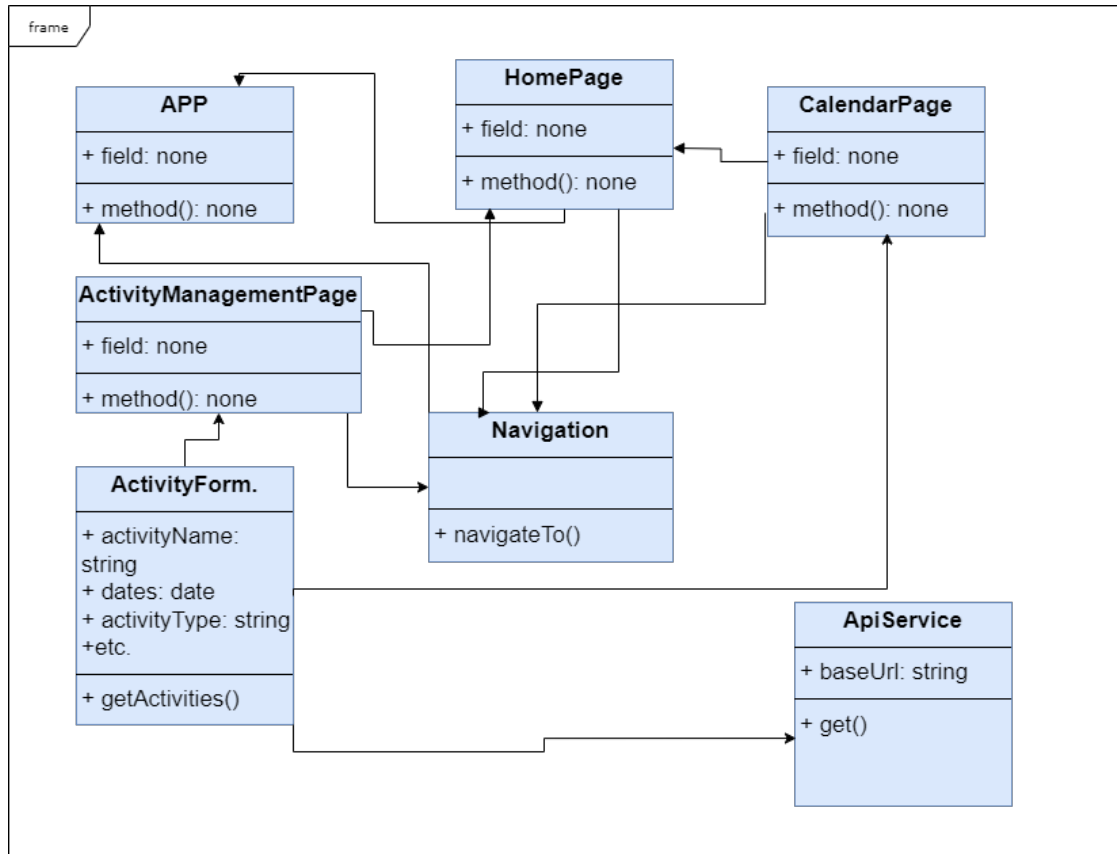 frame
APP
+ field: none
+ method(): none
HomePage
+ field: none
+ method(): none
CalendarPage
+ field: none
+ method(): none
ActivityManagementPage
+ field: none
+ method(): none
Navigation
+ navigateTo()
ActivityForm.
+ activityName:
string
+ dates: date
+ activityType: string
+etc.
+ getActivities()
ApiService
+ baseUrl: string
+ get()